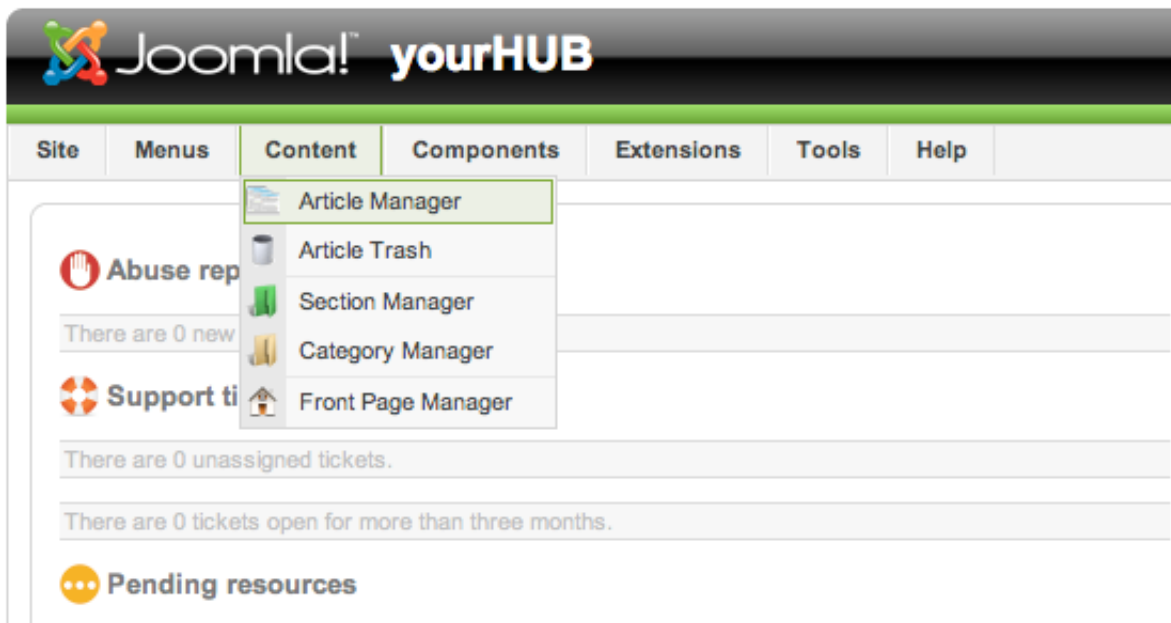 Joomla!™ yourHUB
Site Menus Content Components Extensions Tools Help
Article Manager
Article Trash
Section Manager
Category Manager
Front Page Manager
Abuse rep
There are 0 new
Support ti
There are 0 unassigned tickets.
There are 0 tickets open for more than three months.
Pending resources